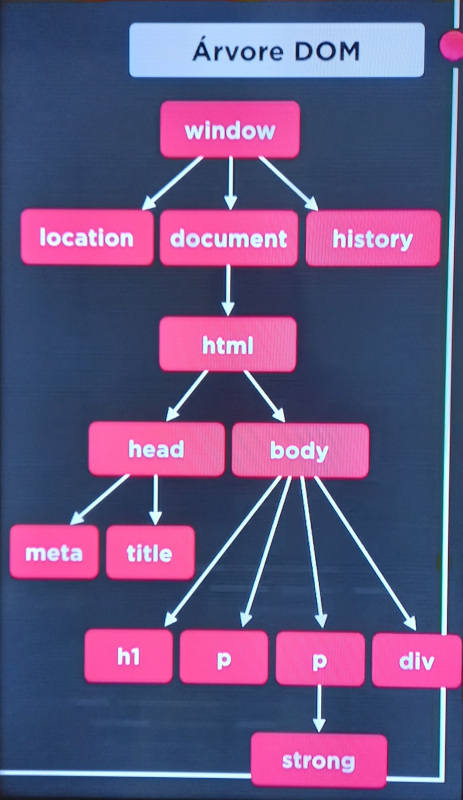 Árvore DOM
window
location document history
html
head body
meta title
h1 p p div
strong